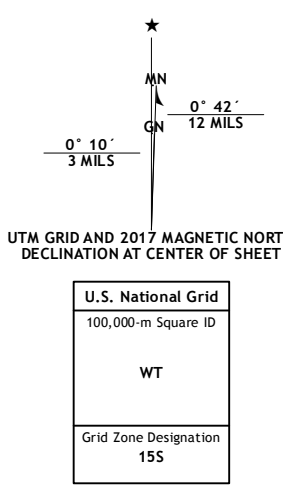 ★
MN
GN
0° 42´
12 MILS
0° 10´
3 MILS
UTM GRID AND 2017 MAGNETIC NORT
DECLINATION AT CENTER OF SHEET
U.S. National Grid
100,000-m Square ID
WT
Grid Zone Designation
15S